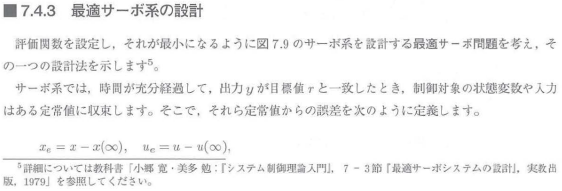 ■ 7.4.3 最適サーボ系の設計
評価関数を設定し，それが最小になるように図 7.9 のサーボ系を設計する最適サーボ問題を考え，そ
の一つの設計法を示します⁵。
サーボ系では，時間が充分経過して，出力 y が目標値 r と一致したとき，制御対象の状態変数や入力
はある定常値に収束します。そこで，それら定常値からの誤差を次のように定義します。
xₑ = x − x(∞), uₑ = u − u(∞),
⁵詳細については教科書「小郷 寛・美多 勉：『システム制御理論入門』，７－３節『最適サーボシステムの設計』，実教出
版，1979」を参照してください。